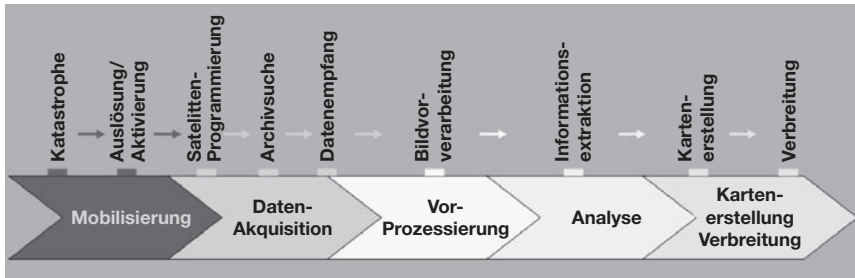 Katastrophe
Auslösung/
Aktivierung
Satelitten-
Programmierung
Archivsuche
Datenempfang
Bildvor-
verarbeitung
Informations-
extraktion
Karten-
erstellung
Verbreitung
Mobilisierung
Daten-
Akquisition
Vor-
Prozessierung
Analyse
Karten-
erstellung
Verbreitung